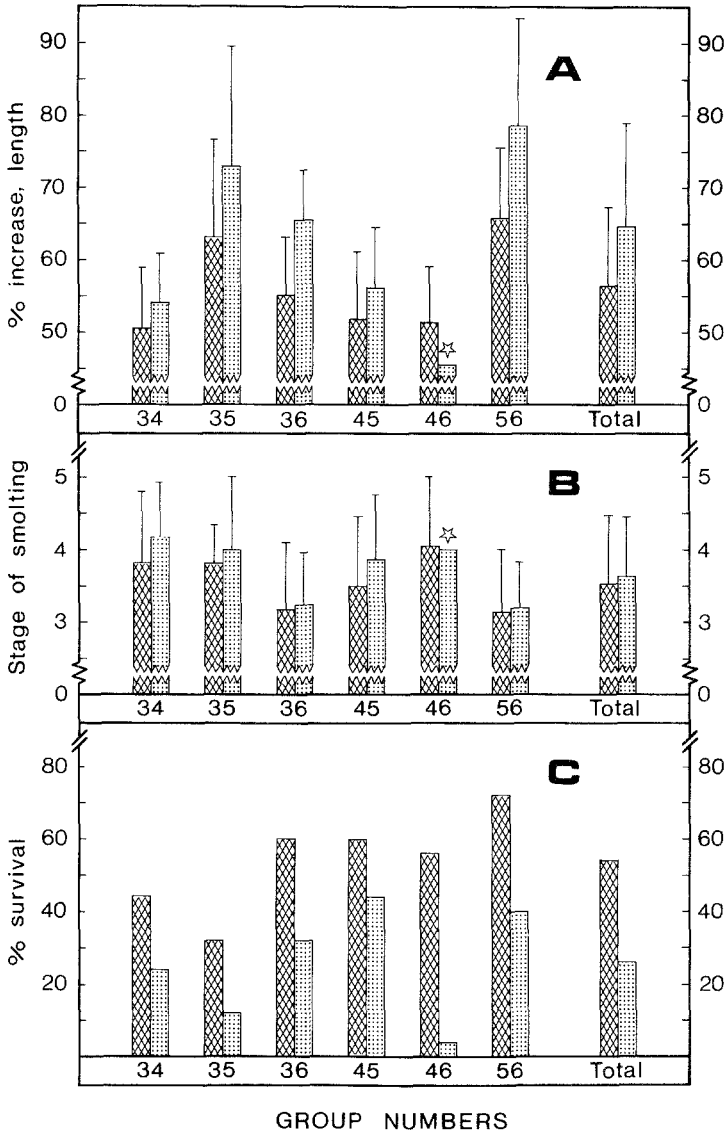 A
% increase, length
90
80
70
60
50
0
90
80
70
60
50
0
34 35 36 45 46 56 Total
B
Stage of smolting
5
4
3
0
5
4
3
0
34 35 36 45 46 56 Total
C
% survival
80
60
40
20
80
60
40
20
34 35 36 45 46 56 Total
GROUP NUMBERS